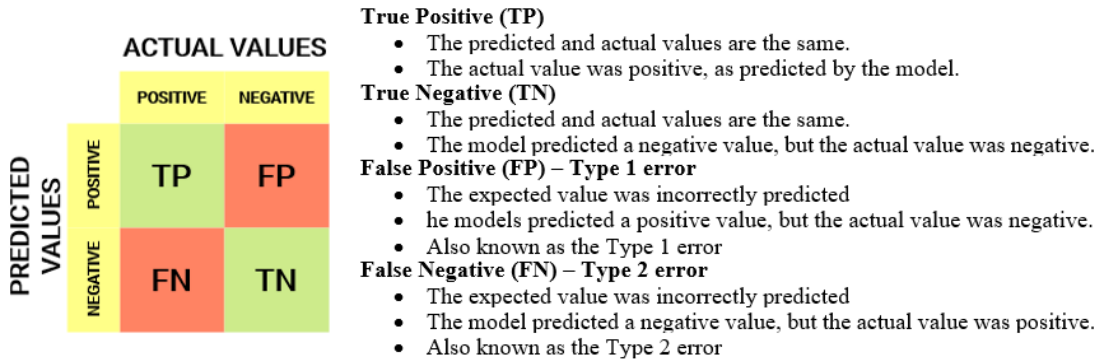 ACTUAL VALUES
POSITIVE NEGATIVE
PREDICTED
VALUES
POSITIVE
TP FP
NEGATIVE
FN TN
True Positive (TP)
• The predicted and actual values are the same.
• The actual value was positive, as predicted by the model.
True Negative (TN)
• The predicted and actual values are the same.
• The model predicted a negative value, but the actual value was negative.
False Positive (FP) – Type 1 error
• The expected value was incorrectly predicted
• he models predicted a positive value, but the actual value was negative.
• Also known as the Type 1 error
False Negative (FN) – Type 2 error
• The expected value was incorrectly predicted
• The model predicted a negative value, but the actual value was positive.
• Also known as the Type 2 error